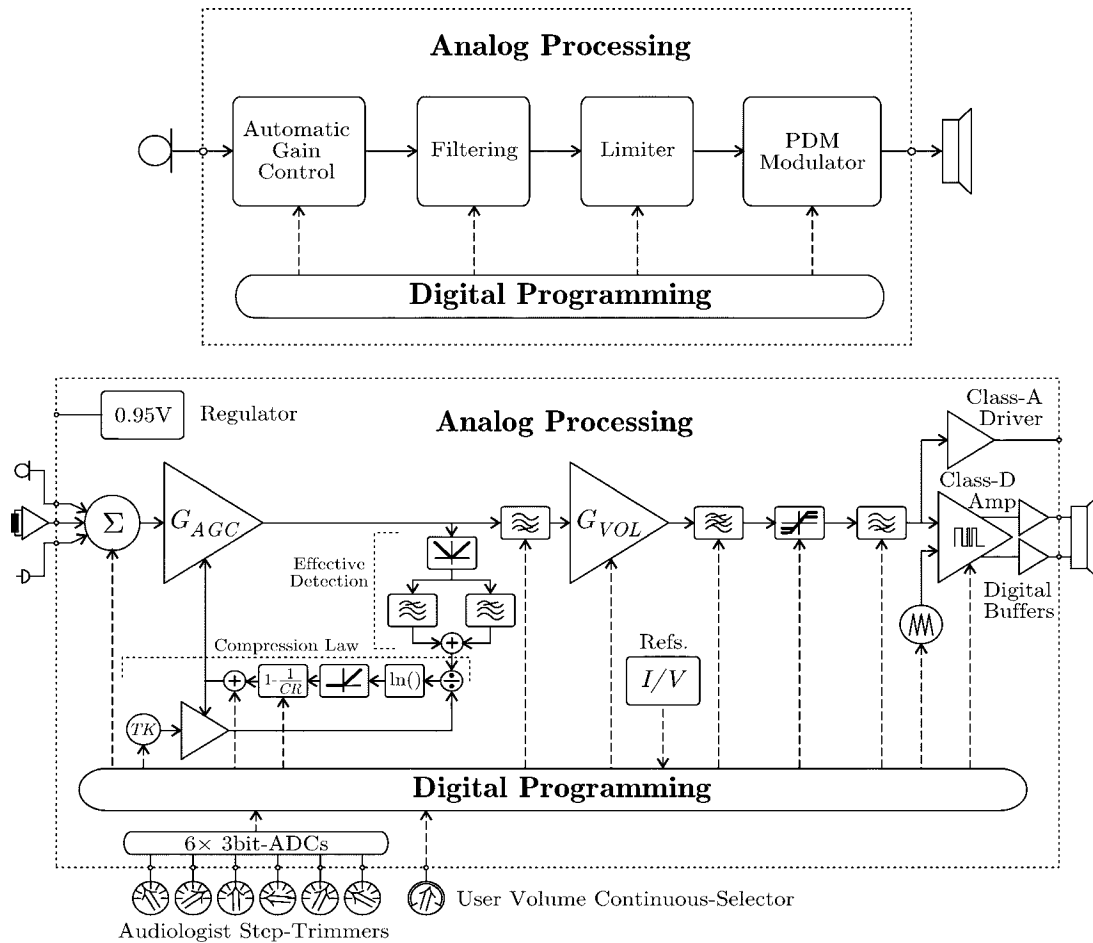 Analog Processing
Automatic
Gain
Control
Filtering
Limiter
PDM
Modulator
Digital Programming
0.95V
Regulator
Analog Processing
Class-A
Driver
Class-D
Amp
Σ
G_AGC
G_VOL
Effective
Detection
Digital
Buffers
Compression Law
Refs.
1-1/CR
ln()
I/V
TK
Digital Programming
6× 3bit-ADCs
User Volume Continuous-Selector
Audiologist Step-Trimmers